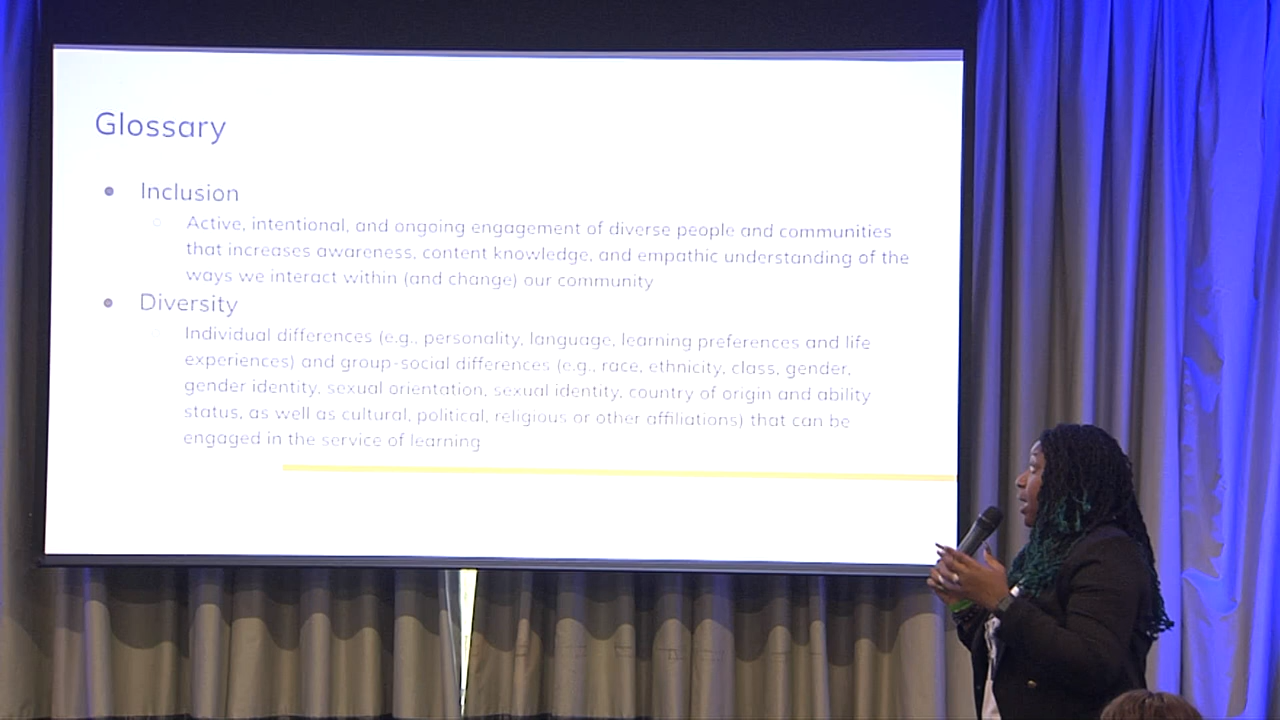 Glossary
Inclusion
Active, intentional, and ongoing engagement of diverse people and communities
that increases awareness, content knowledge, and empathic understanding of the
ways we interact within (and change) our community
Diversity
Individual differences (e.g., personality, language, learning preferences and life
experiences) and group-social differences (e.g., race, ethnicity, class, gender,
gender identity, sexual orientation, sexual identity, country of origin and ability
status, as well as cultural, political, religious or other affiliations) that can be
engaged in the service of learning